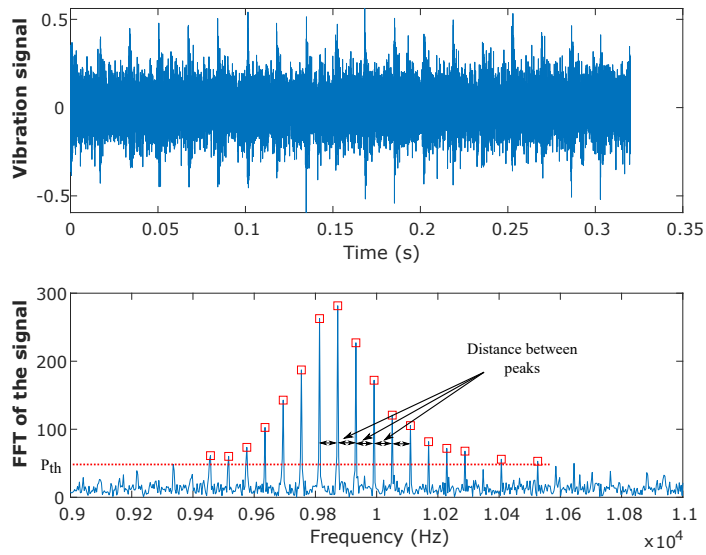 Vibration signal
0.5
0
-0.5
0 0.05 0.1 0.15 0.2 0.25 0.3 0.35
Time (s)
FFT of the signal
300
200
100
P_th
0
Distance between
peaks
0.9 0.92 0.94 0.96 0.98 1 1.02 1.04 1.06 1.08 1.1
Frequency (Hz)
×10^4